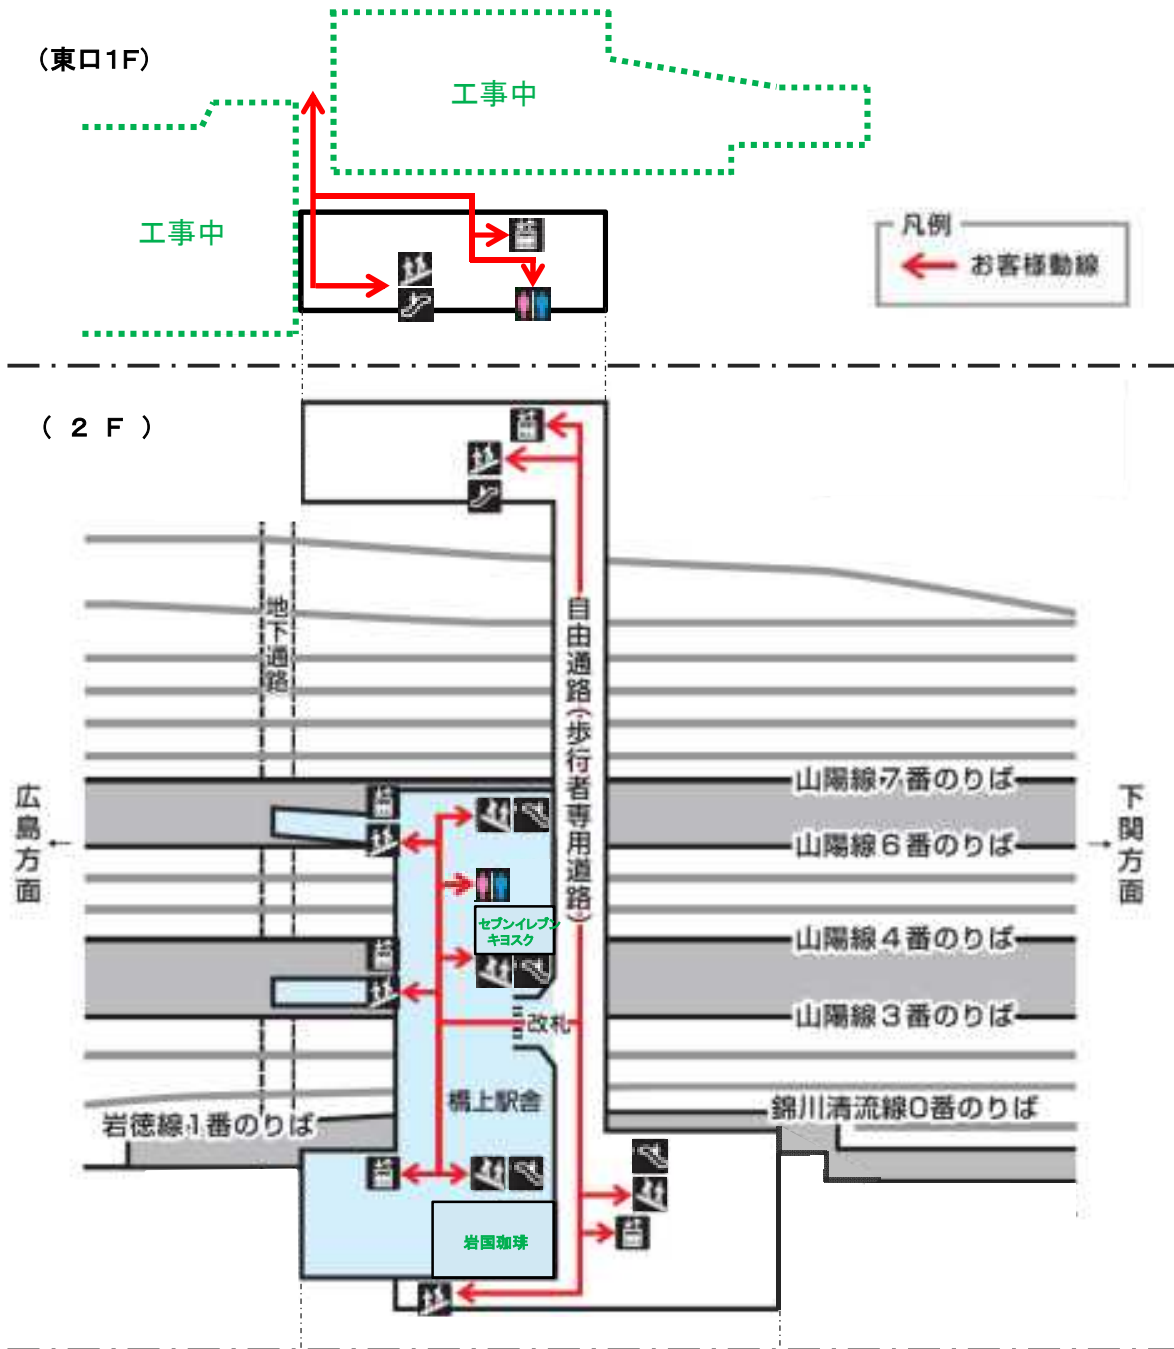 （東口１Ｆ）
工事中
工事中
凡例
お客様動線
（ ２ Ｆ ）
地下通路
自由通路（歩行者専用道路）
広島方面
←
下関方面
→
山陽線7番のりば
山陽線6番のりば
セブンイレブン
キヨスク
山陽線4番のりば
山陽線3番のりば
改札
橋上駅舎
岩徳線1番のりば
錦川清流線0番のりば
岩国珈琲